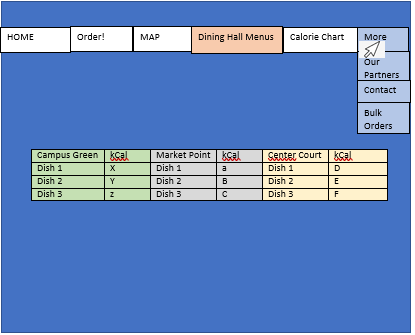 HOME Order! MAP Dining Hall Menus Calorie Chart More
Our
Partners
Contact
Bulk
Orders
Campus Green kCal Market Point kCal Center Court kCal
Dish 1 X Dish 1 a Dish 1 D
Dish 2 Y Dish 2 B Dish 2 E
Dish 3 z Dish 3 C Dish 3 F